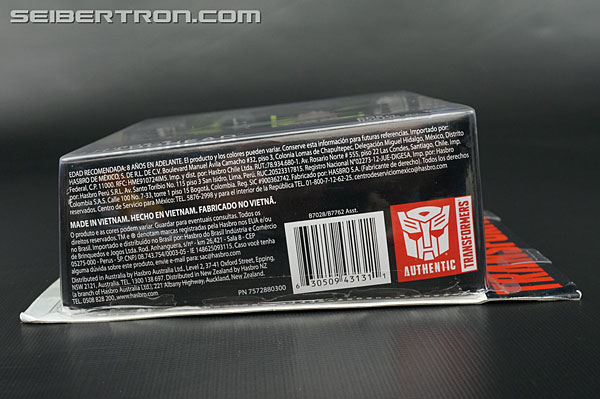 SEIBERTRON.COM
EDAD RECOMENDADA: 8 AÑOS EN ADELANTE. El producto y los colores pueden variar. Conserve esta información para futuras referencias. Importado por:
HASBRO DE MÉXICO, S. DE R.L. DE C.V. Boulevard Manuel Ávila Camacho #32, piso 3, Colonia Lomas de Chapultepec, Delegación Miguel Hidalgo, México, Distrito
Federal, C.P. 11000, RFC: HME910724IM5. Imp. y dist. por: Hasbro Chile Ltda. RUT.:78.934.680-1. Av. Rosario Norte # 555, piso 22 Las Condes, Santiago, Chile. Imp.
por: Hasbro Perú S.R.L. Av. Santo Toribio No. 115 piso 3 San Isidro, Lima, Perú. RUC.20523317815. Registro Nacional Nº02273-12-JUE-DIGESA. Imp. por: Hasbro
Colombia S.A.S. Calle 100 No. 7-33, torre 1 piso 15 Bogotá, Colombia. Reg. No. 900362742. Fabricado por: HASBRO S.A. (Fabricante de derecho). Todos los derechos
reservados. Centro de Servicio para México: TEL. 5876-2998 y para el interior de la República TEL. 01-800-7-12-62-25. centrodeserviciomexico@hasbro.com
MADE IN VIETNAM. HECHO EN VIETNAM. FABRICADO NO VIETNÃ.
O produto e as cores podem variar. Guardar para eventuais consultas. Todos os
direitos reservados. TM e ® denotam marcas registradas pela Hasbro nos EUA e/ou
no Brasil. Importado e distribuído no Brasil por: Hasbro do Brasil Indústria e Comércio
de Brinquedos e Jogos Ltda. Rod. Anhanguera, s/nº - km 26,421 - Sala 8 - CEP
05275-000 - Perus - SP. CNPJ 08.743.754/0003-05 - IE 148625093115. Caso você tenha
alguma dúvida sobre este produto, envie e-mail para: sac@hasbro.com
Distributed in Australia by Hasbro Australia Ltd., Level 2, 37-41 Oxford Street, Epping,
NSW 2121, Australia. TEL 1300 138 697. Distributed in New Zealand by Hasbro NZ
(a branch of Hasbro Australia Ltd), 221 Albany Highway, Auckland, New Zealand.
TEL. 0508 828 200. www.hasbro.com
PN 7572880300
B7028/B7762 Asst.
6 30509 43131 1
AUTHENTIC
TRANSFORMERS